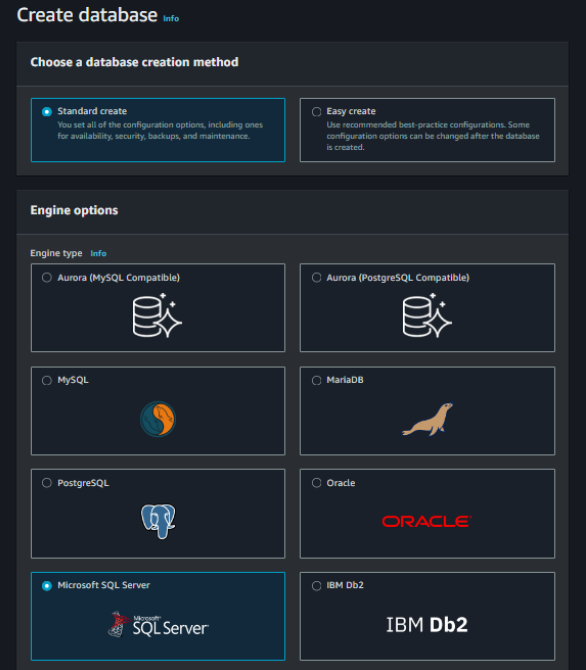 Create database Info
Choose a database creation method
Standard create
You set all of the configuration options, including ones
for availability, security, backups, and maintenance.
Easy create
Use recommended best-practice configurations. Some
configuration options can be changed after the database
is created.
Engine options
Engine type Info
Aurora (MySQL Compatible)
Aurora (PostgreSQL Compatible)
MySQL
MariaDB
PostgreSQL
Oracle
ORACLE
Microsoft SQL Server
Microsoft
SQL Server
IBM Db2
IBM Db2